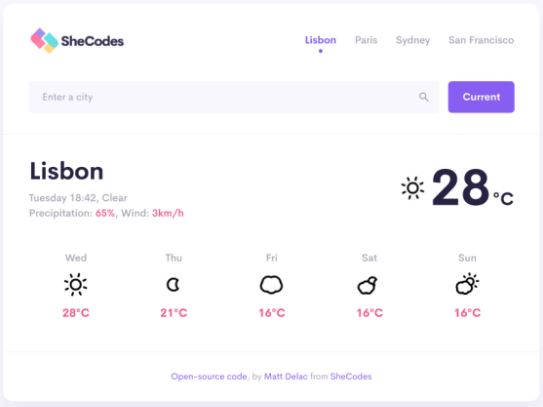 SheCodes
Lisbon Paris Sydney San Francisco
Enter a city
Current
Lisbon
28 °C
Tuesday 18:42, Clear
Precipitation: 65%, Wind: 3km/h
Wed Thu Fri Sat Sun
28°C 21°C 16°C 16°C 16°C
Open-source code, by Matt Delac from SheCodes